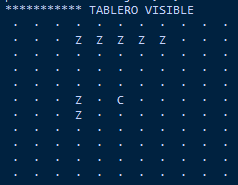 *********** TABLERO VISIBLE
. . . . . . . . . . .
. . . Z Z Z Z Z . . .
. . . . . . . . . . .
. . . . . . . . . . .
. . . . . . . . . . .
. . . Z . C . . . . .
. . . Z . . . . . . .
. . . . . . . . . . .
. . . . . . . . . . .
. . . . . . . . . . .
. . . . . . . . . . .